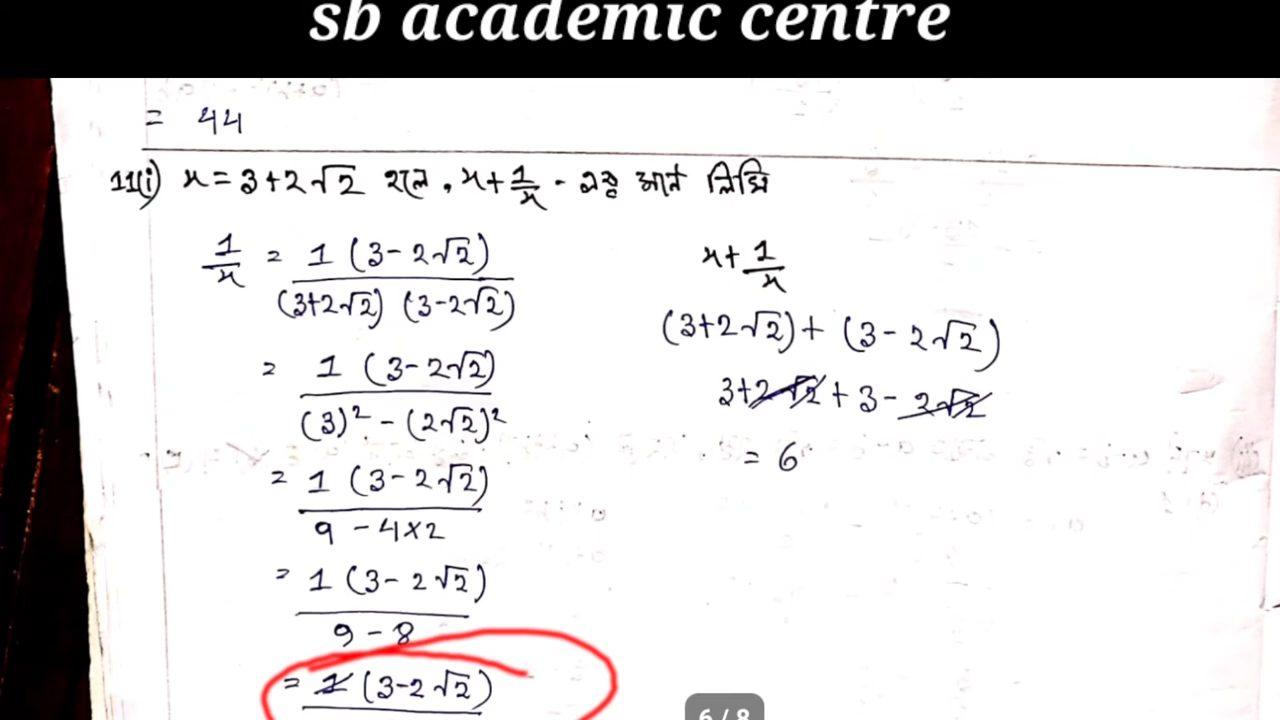 sb academic centre
= 44
11(i) x = 3+2√2 হলে, x + 1/x - এর মান লিখি
1/x = 1 (3 - 2√2) / (3+2√2) (3-2√2)
= 1 (3 - 2√2) / (3)² - (2√2)²
= 1 (3 - 2√2) / 9 - 4×2
= 1 (3 - 2√2) / 9 - 8
= 1 (3-2√2)
x + 1/x
(3+2√2) + (3 - 2√2)
3+2√2 + 3 - 2√2
= 6
6 / 8